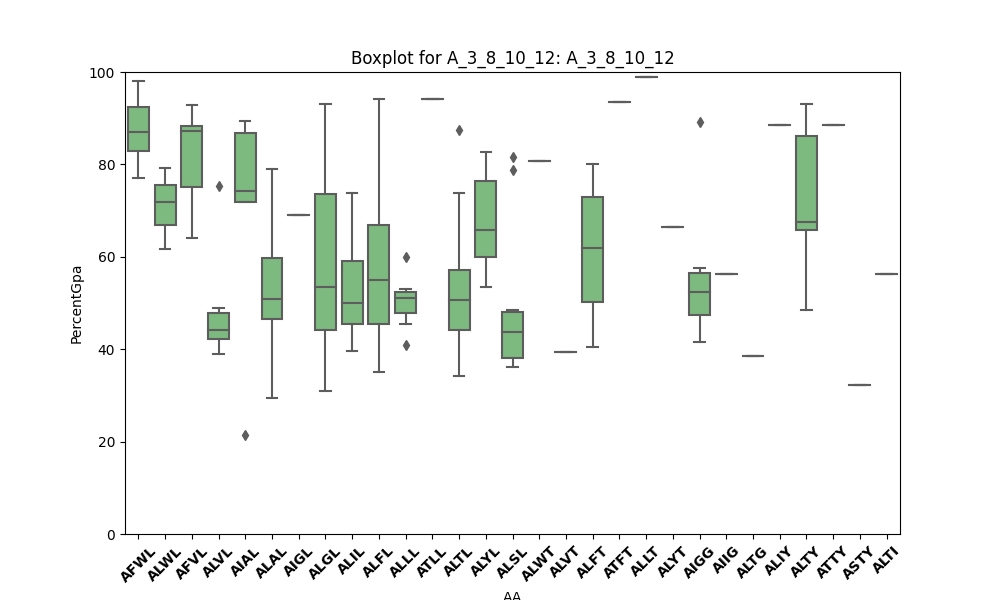 Boxplot for A_3_8_10_12: A_3_8_10_12
100
80
60
40
20
0
PercentGpa
AFWL
ALWL
AFVL
ALVL
AIAL
ALAL
AIGL
ALGL
ALIL
ALFL
ALLL
ATLL
ALTL
ALYL
ALSL
ALWT
ALVT
ALFT
ATFT
ALLT
ALYT
AIGG
AIIG
ALTG
ALIY
ALTY
ATTY
ASTY
ALTI
AA